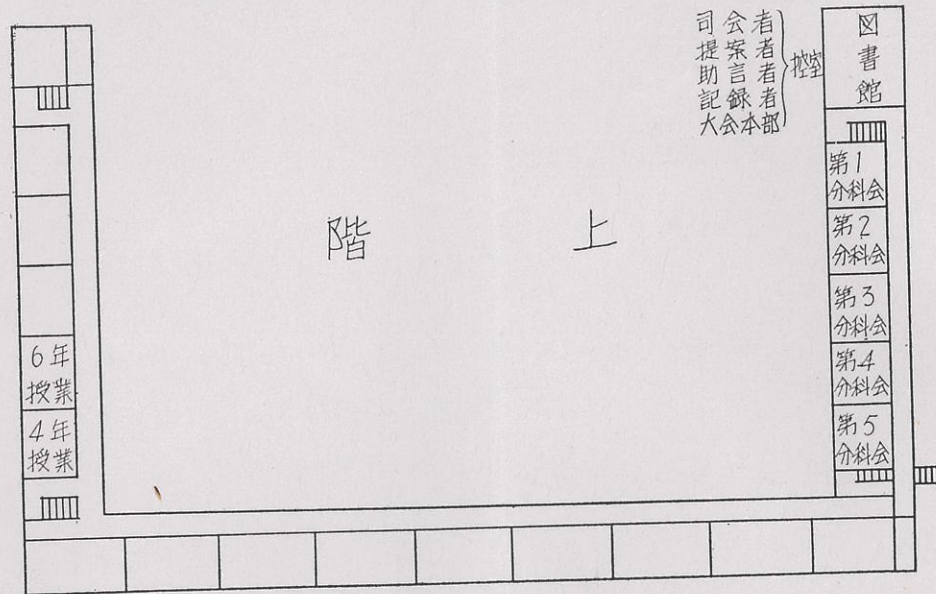 司会者
提案者
助言者
記録者
大会本部
控室
図書館
第1
分科会
第2
分科会
第3
分科会
第4
分科会
第5
分科会
階上
6年
授業
4年
授業